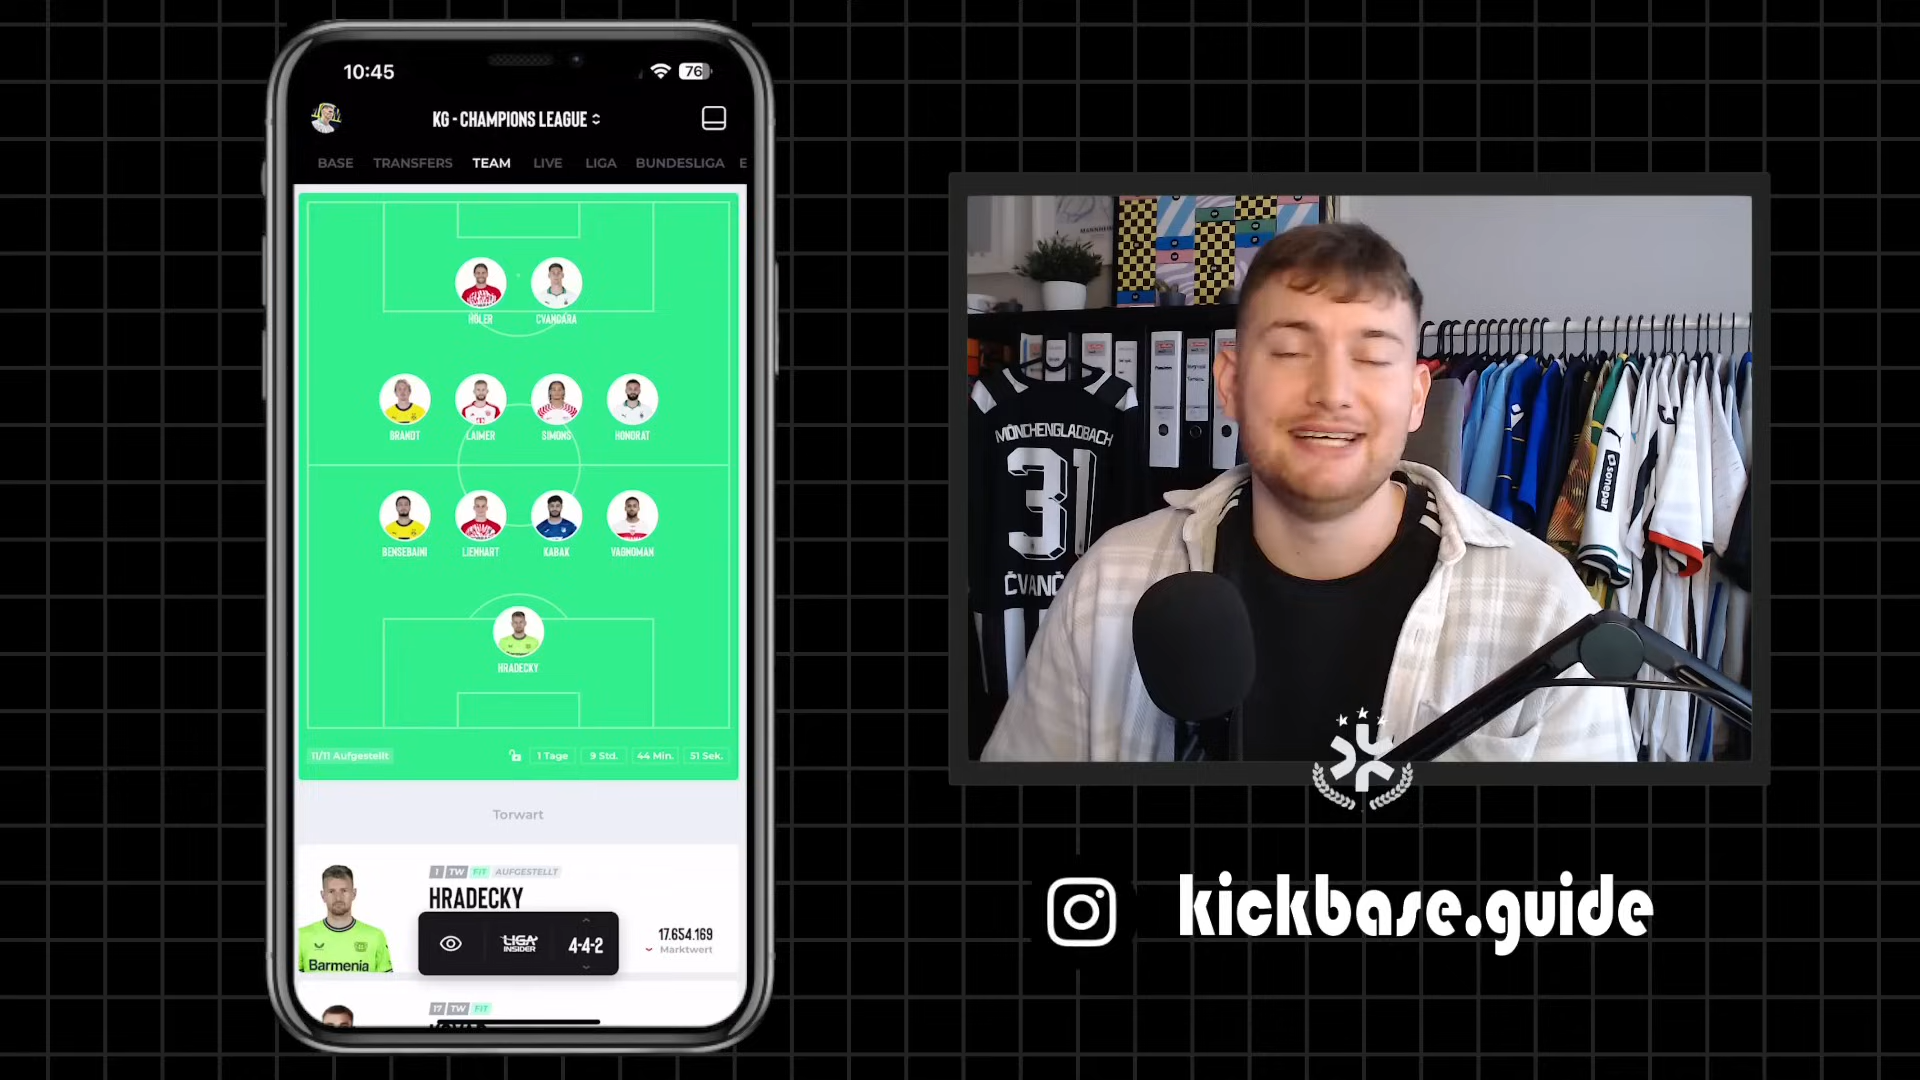 10:45
76
KG - CHAMPIONS LEAGUE
BASE TRANSFERS TEAM LIVE LIGA BUNDESLIGA E
HÖLER CVANCARA
BRANDT LAIMER SIMONS HONORAT
BENSEBAINI LIENHART KABAK VAGNOMAN
HRADECKY
11/11 Aufgestellt
1 Tage 9 Std. 44 Min. 51 Sek.
Torwart
1 TW FIT AUFGESTELLT
HRADECKY
Barmenia
LIGA
INSIDER
4-4-2
17.654.169
Marktwert
17 TW FIT
MANNHEIM
MÖNCHENGLADBACH
31
ČVANČ
sonepar
kickbase.guide